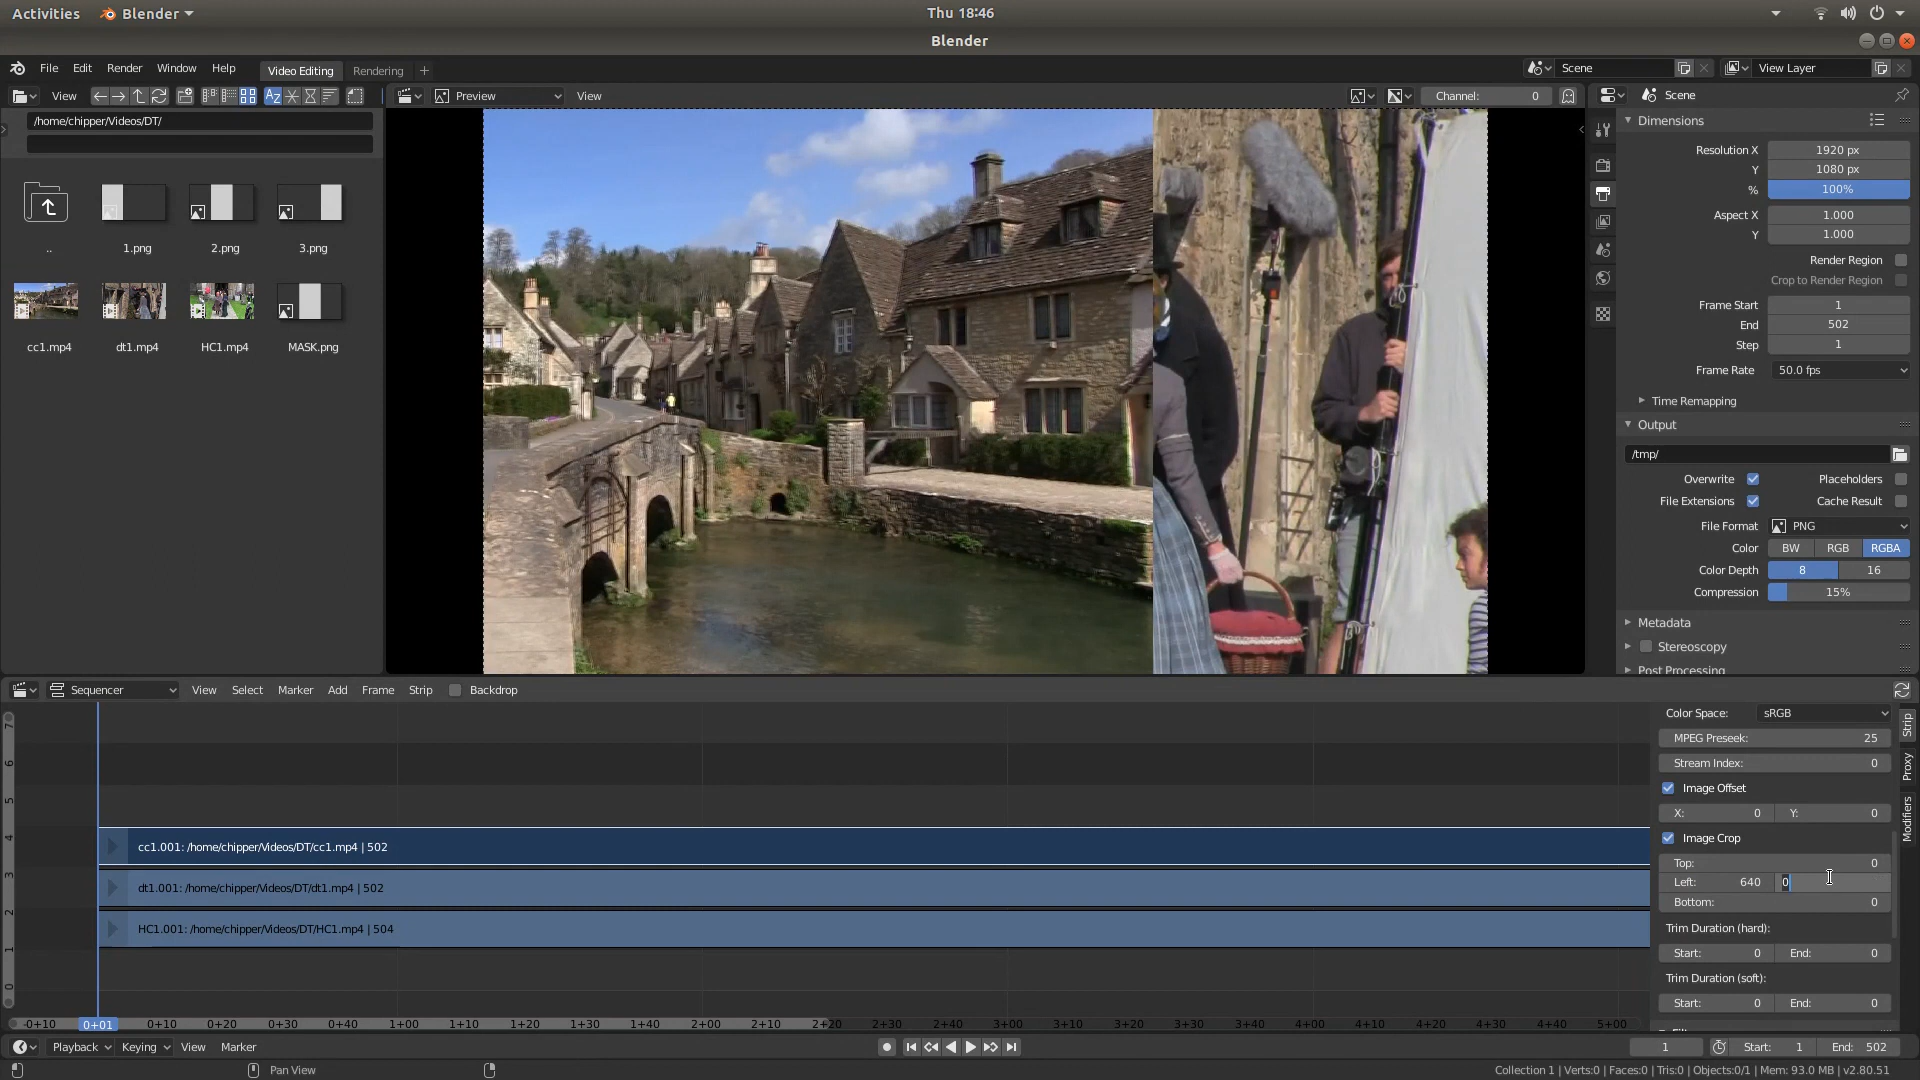 Activities Blender Thu 18:46
Blender
File Edit Render Window Help Video Editing Rendering + Scene View Layer
View Preview View Channel: 0 Scene
/home/chipper/Videos/DT/
.. 1.png 2.png 3.png
cc1.mp4 dt1.mp4 HC1.mp4 MASK.png
Dimensions
Resolution X 1920 px
Y 1080 px
% 100%
Aspect X 1.000
Y 1.000
Render Region
Crop to Render Region
Frame Start 1
End 502
Step 1
Frame Rate 50.0 fps
Time Remapping
Output
/tmp/
Overwrite Placeholders
File Extensions Cache Result
File Format PNG
Color BW RGB RGBA
Color Depth 8 16
Compression 15%
Metadata
Stereoscopy
Post Processing
Sequencer View Select Marker Add Frame Strip Backdrop
7
6
5
4
3
2
1
0
cc1.001: /home/chipper/Videos/DT/cc1.mp4 | 502
dt1.001: /home/chipper/Videos/DT/dt1.mp4 | 502
HC1.001: /home/chipper/Videos/DT/HC1.mp4 | 504
Color Space: sRGB
MPEG Preseek: 25
Stream Index: 0
Image Offset
X: 0 Y: 0
Image Crop
Top: 0
Left: 640 0
Bottom: 0
Trim Duration (hard):
Start: 0 End: 0
Trim Duration (soft):
Start: 0 End: 0
Strip
Proxy
Modifiers
-0+10 0+01 0+10 0+20 0+30 0+40 1+00 1+10 1+20 1+30 1+40 2+00 2+10 2+20 2+30 2+40 3+00 3+10 3+20 3+30 3+40 4+00 4+10 4+20 4+30 4+40 5+00
Playback Keying View Marker 1 Start: 1 End: 502
Pan View Collection 1 | Verts:0 | Faces:0 | Tris:0 | Objects:0/1 | Mem: 93.0 MB | v2.80.51